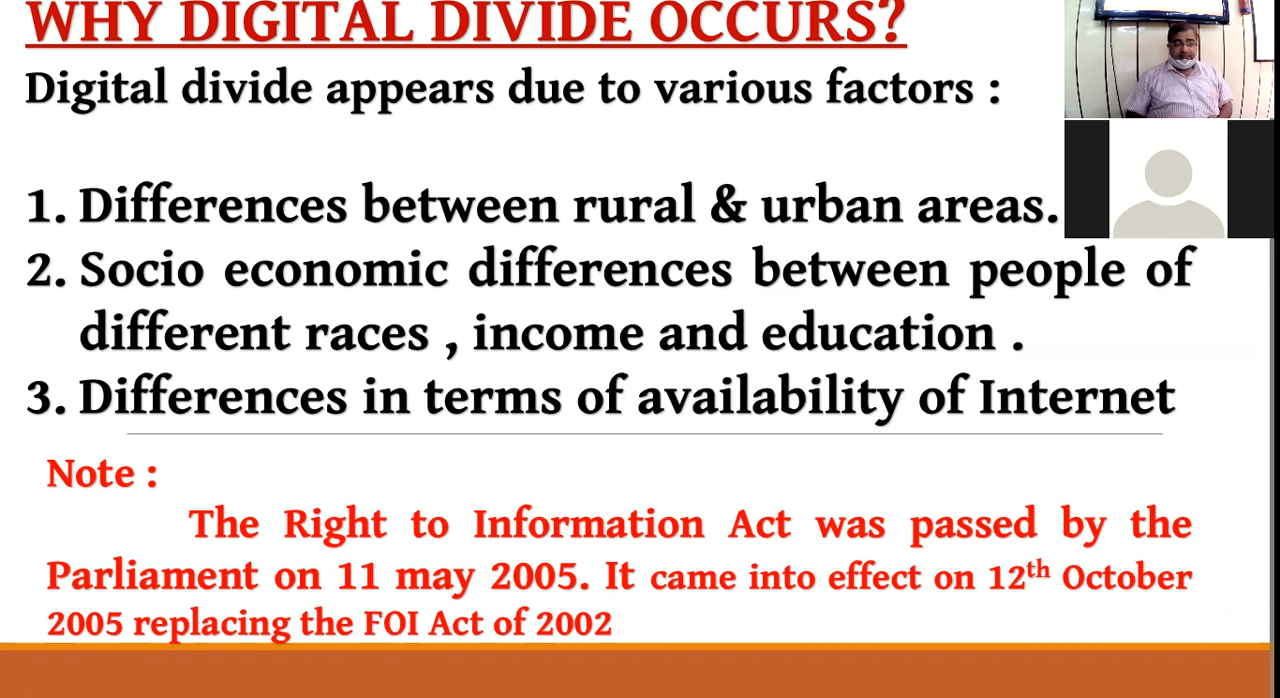 WHY DIGITAL DIVIDE OCCURS?
Digital divide appears due to various factors :
1. Differences between rural & urban areas.
2. Socio economic differences between people of
different races , income and education .
3. Differences in terms of availability of Internet
Note :
The Right to Information Act was passed by the
Parliament on 11 may 2005. It came into effect on 12th October
2005 replacing the FOI Act of 2002